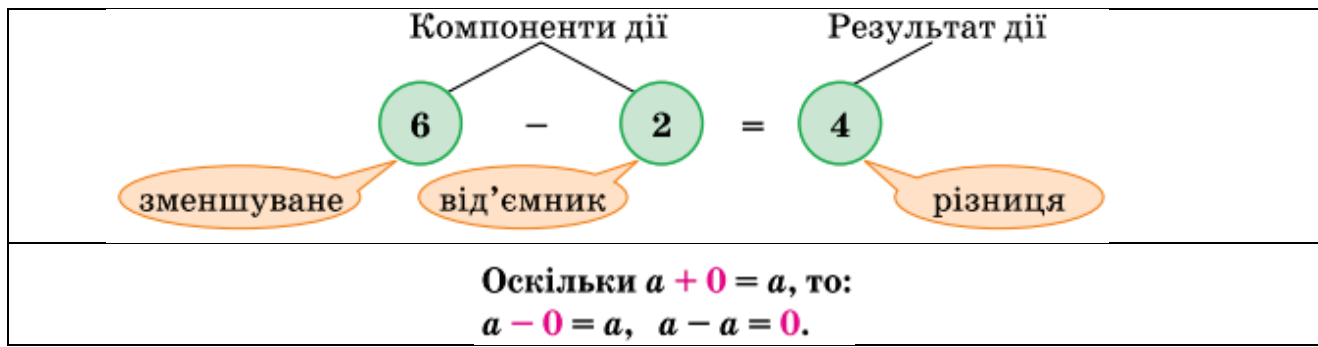 Компоненти дії Результат дії
6 – 2 = 4
зменшуване від’ємник різниця
Оскільки a + 0 = a, то:
a – 0 = a, a – a = 0.